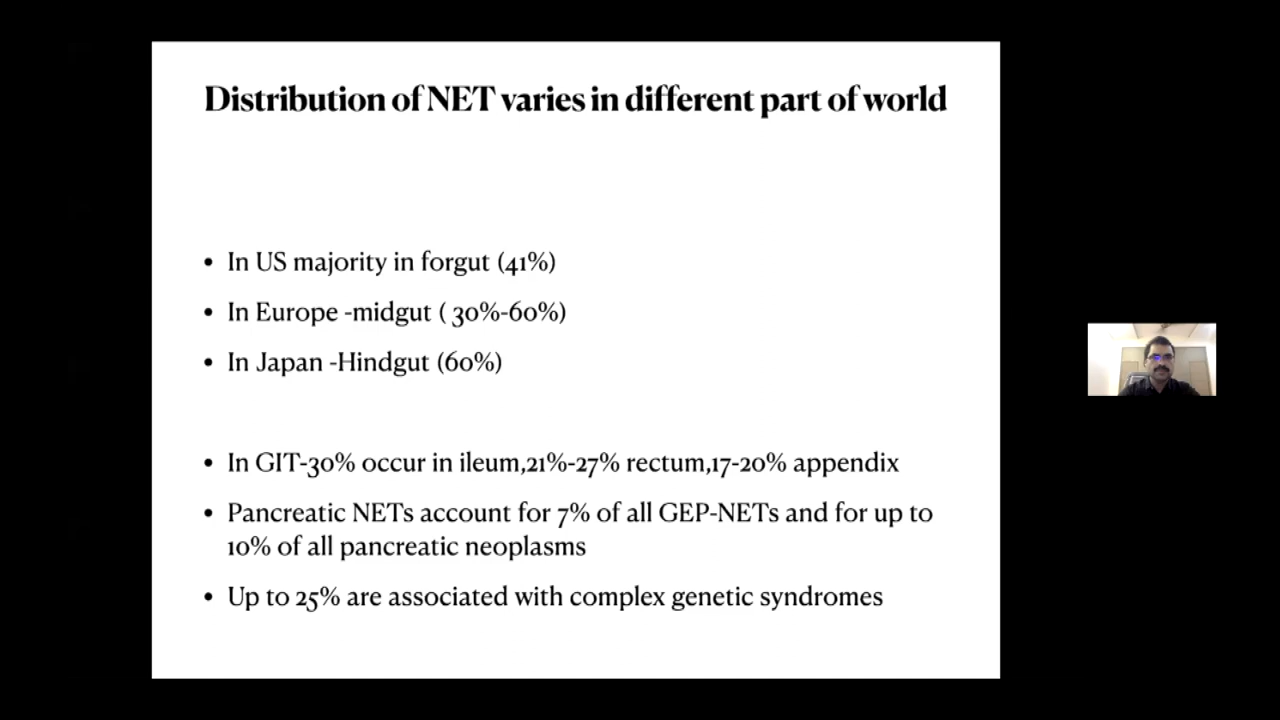 Distribution of NET varies in different part of world
• In US majority in forgut (41%)
• In Europe -midgut ( 30%-60%)
• In Japan -Hindgut (60%)
• In GIT-30% occur in ileum,21%-27% rectum,17-20% appendix
• Pancreatic NETs account for 7% of all GEP-NETs and for up to
10% of all pancreatic neoplasms
• Up to 25% are associated with complex genetic syndromes